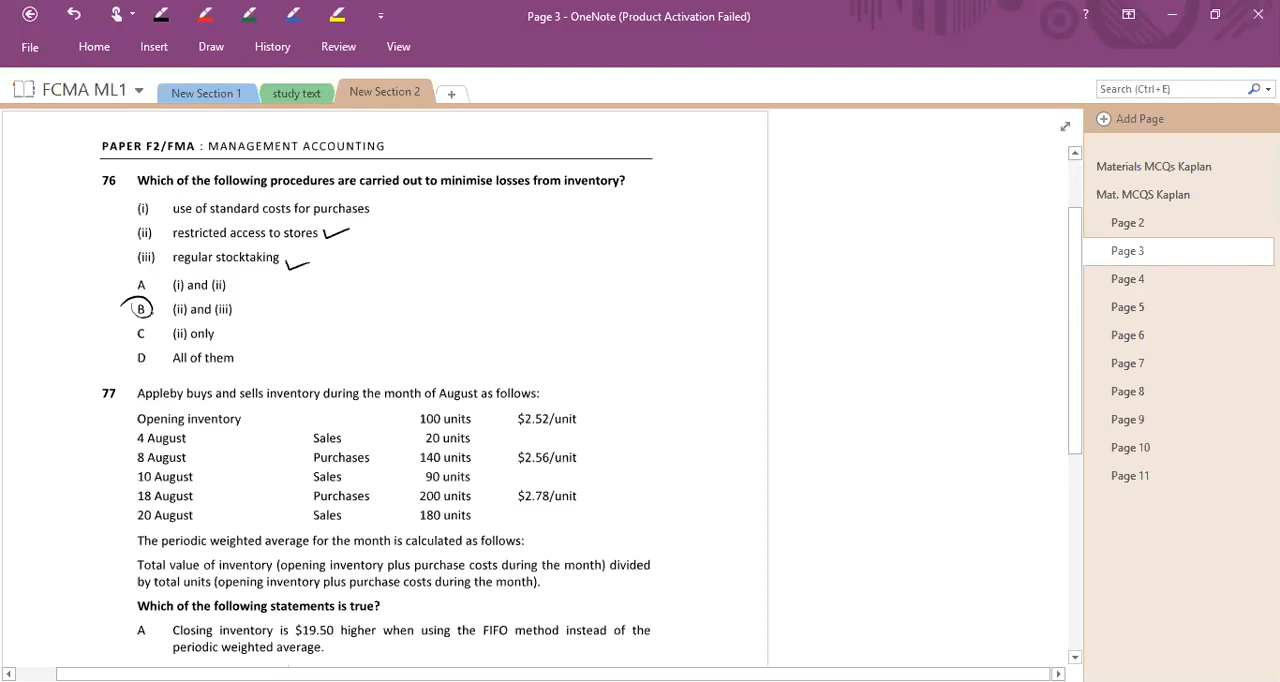 Page 3 - OneNote (Product Activation Failed)
?
File Home Insert Draw History Review View
FCMA ML1 New Section 1 study text New Section 2 +
Search (Ctrl+E)
Add Page
Materials MCQs Kaplan
Mat. MCQS Kaplan
Page 2
Page 3
Page 4
Page 5
Page 6
Page 7
Page 8
Page 9
Page 10
Page 11
PAPER F2/FMA : MANAGEMENT ACCOUNTING
76 Which of the following procedures are carried out to minimise losses from inventory?
(i) use of standard costs for purchases
(ii) restricted access to stores
(iii) regular stocktaking
A (i) and (ii)
B (ii) and (iii)
C (ii) only
D All of them
77 Appleby buys and sells inventory during the month of August as follows:
Opening inventory 100 units $2.52/unit
4 August Sales 20 units
8 August Purchases 140 units $2.56/unit
10 August Sales 90 units
18 August Purchases 200 units $2.78/unit
20 August Sales 180 units
The periodic weighted average for the month is calculated as follows:
Total value of inventory (opening inventory plus purchase costs during the month) divided
by total units (opening inventory plus purchase costs during the month).
Which of the following statements is true?
A Closing inventory is $19.50 higher when using the FIFO method instead of the
periodic weighted average.